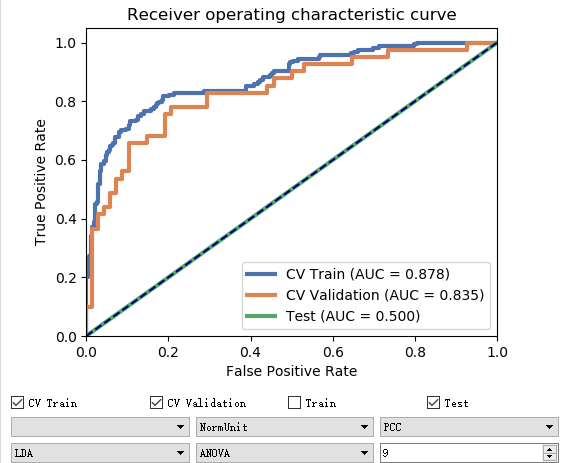 Receiver operating characteristic curve
1.0
0.8
0.6
0.4
0.2
0.0
True Positive Rate
CV Train (AUC = 0.878)
CV Validation (AUC = 0.835)
Test (AUC = 0.500)
0.0 0.2 0.4 0.6 0.8 1.0
False Positive Rate
CV Train CV Validation Train Test
NormUnit PCC
LDA ANOVA 9